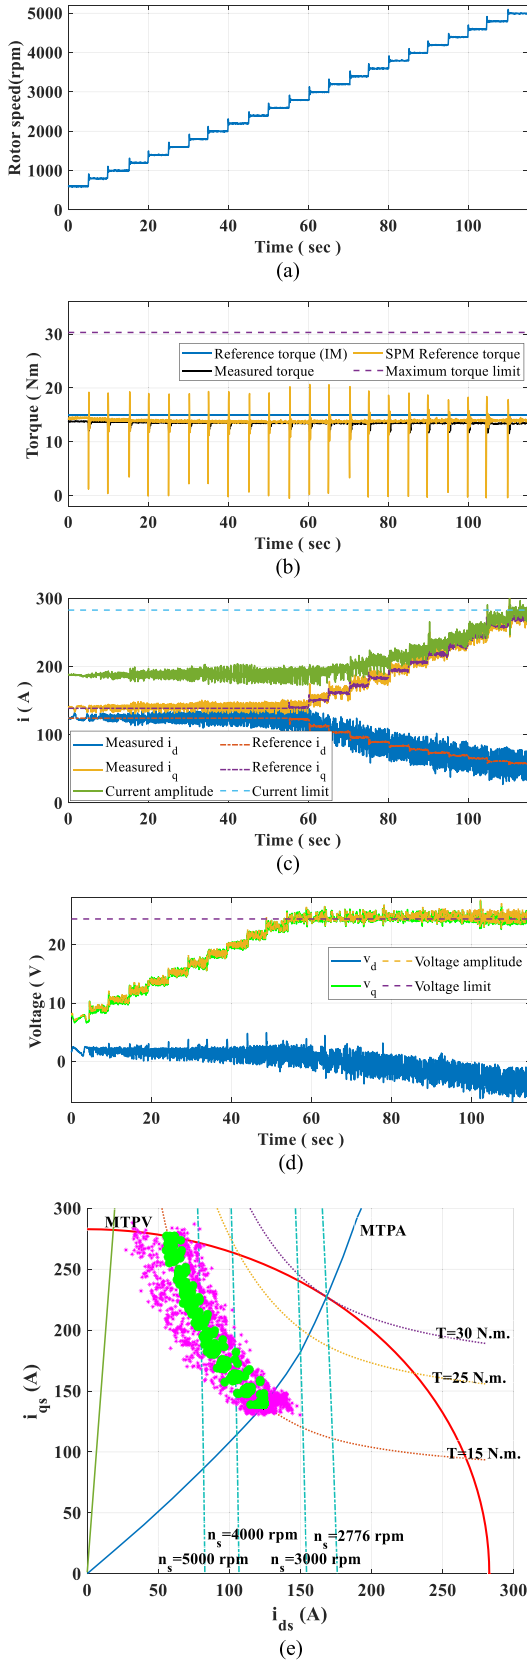 5000
4000
3000
2000
1000
0
Rotor speed(rpm)
0 20 40 60 80 100
Time ( sec )
(a)
30
20
10
0
Torque ( Nm )
Reference torque (IM)
SPM Reference torque
Measured torque
Maximum torque limit
0 20 40 60 80 100
Time ( sec )
(b)
300
200
100
0
i ( A )
Measured i_d
Reference i_d
Measured i_q
Reference i_q
Current amplitude
Current limit
0 20 40 60 80 100
Time ( sec )
(c)
20
10
0
Voltage ( V )
v_d
Voltage amplitude
v_q
Voltage limit
0 20 40 60 80 100
Time ( sec )
(d)
300
250
200
150
100
50
0
i_qs (A)
MTPV
MTPA
T=30 N.m.
T=25 N.m.
T=15 N.m.
n_s=4000 rpm
n_s=2776 rpm
n_s=5000 rpm
n_s=3000 rpm
0 50 100 150 200 250 300
i_ds (A)
(e)